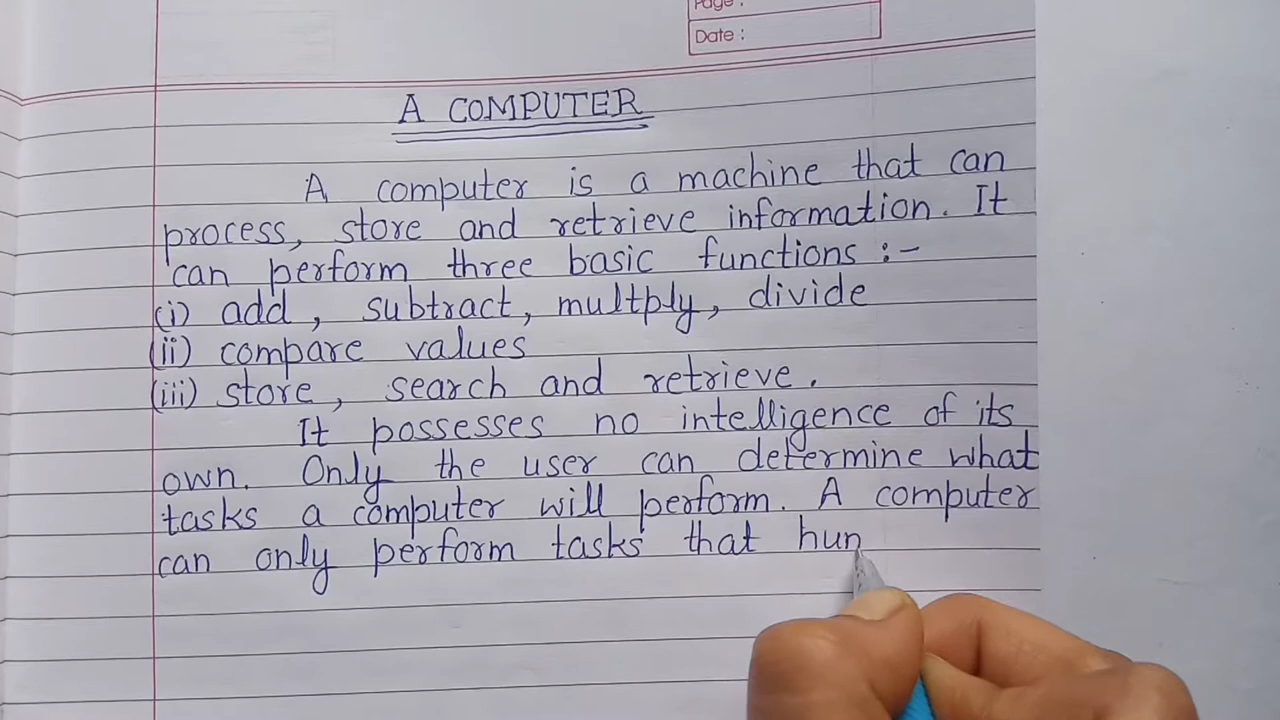 Page :
Date :
A COMPUTER
A computer is a machine that can
process, store and retrieve information. It
can perform three basic functions :-
(i) add, subtract, multply, divide
(ii) compare values
(iii) store, search and retrieve.
It possesses no intelligence of its
own. Only the user can determine what
tasks a computer will perform. A computer
can only perform tasks that hun